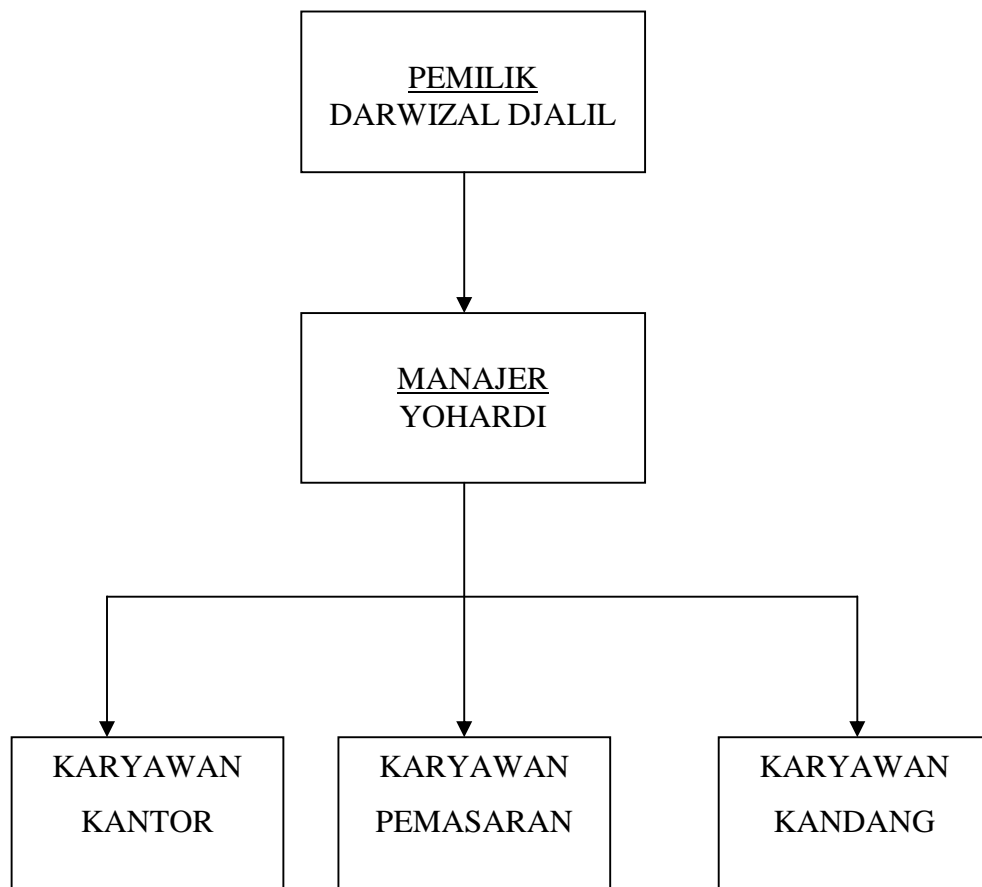 PEMILIK
DARWIZAL DJALIL
MANAJER
YOHARDI
KARYAWAN
KANTOR
KARYAWAN
PEMASARAN
KARYAWAN
KANDANG